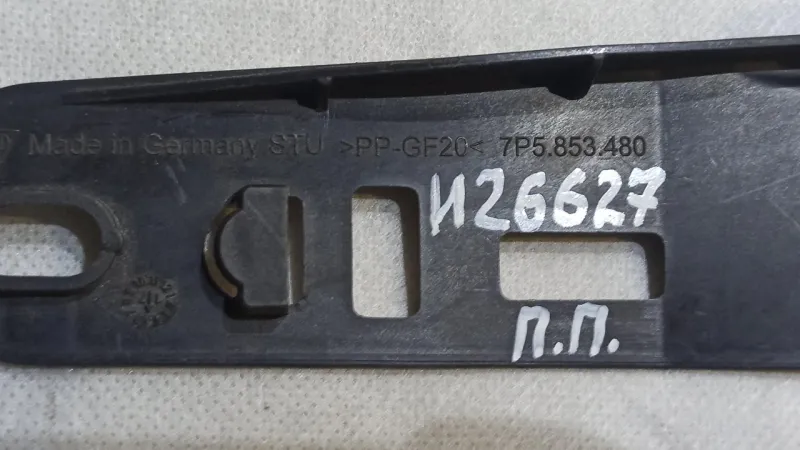 Made in Germany STU >PP-GF20< 7P5.853.480
И26627
П.П.